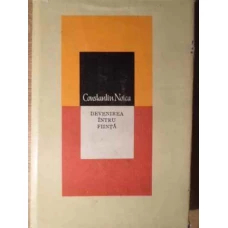 Constantin Noica
DEVENIREA
ÎNTRU
FIINȚĂ